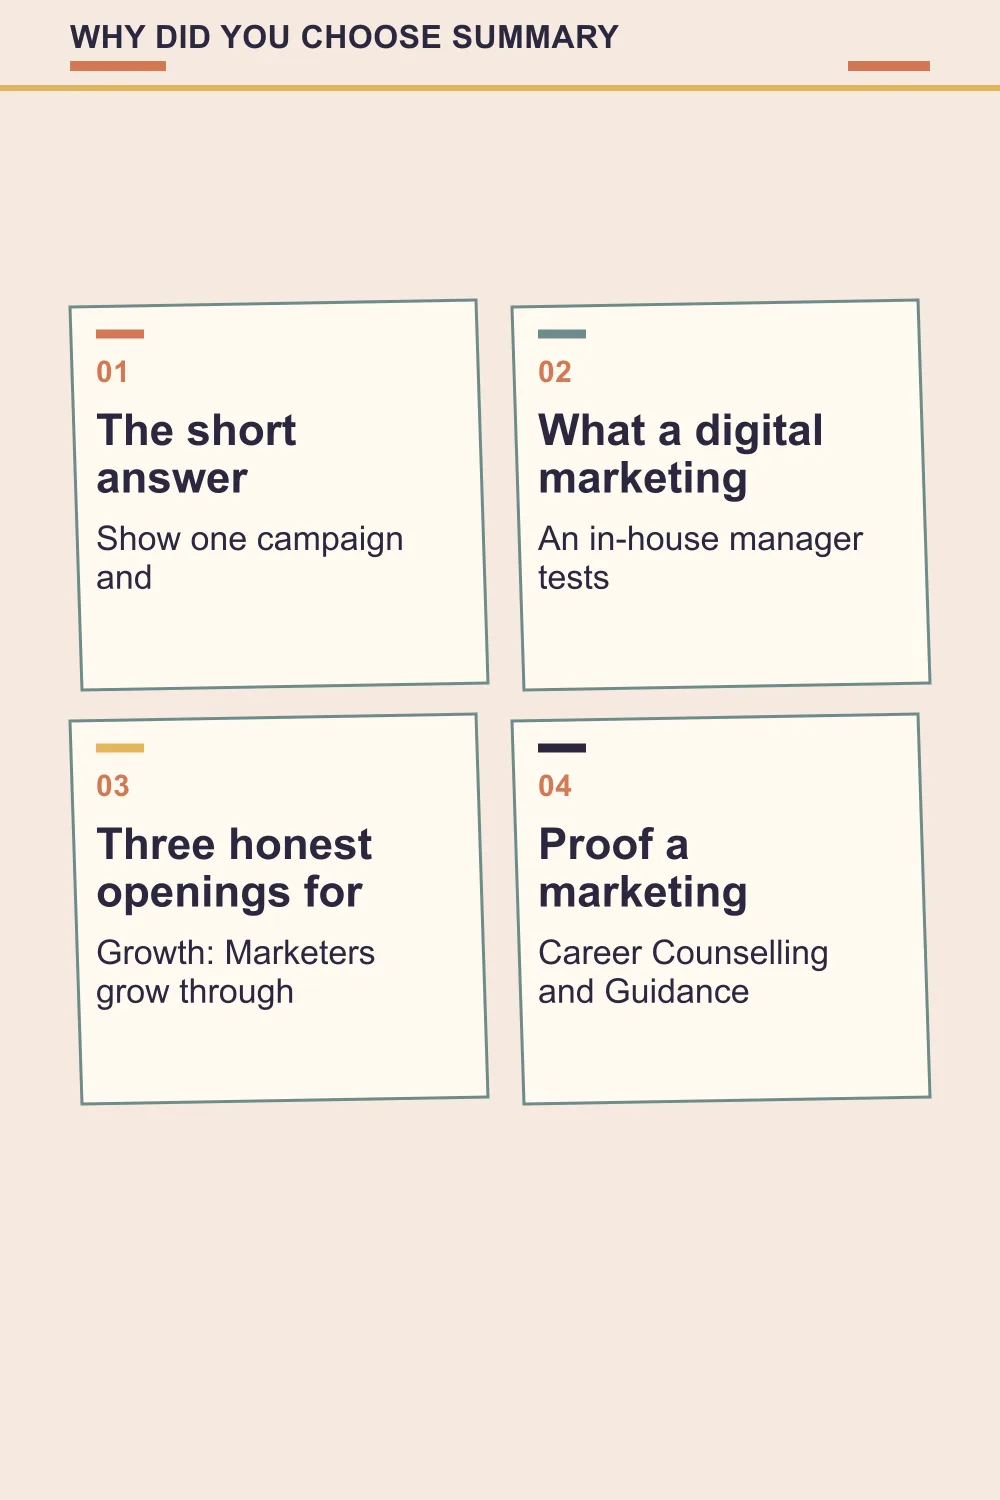 WHY DID YOU CHOOSE SUMMARY
01
The short
answer
Show one campaign
and
02
What a digital
marketing
An in-house manager
tests
03
Three honest
openings for
Growth: Marketers
grow through
04
Proof a
marketing
Career Counselling
and Guidance